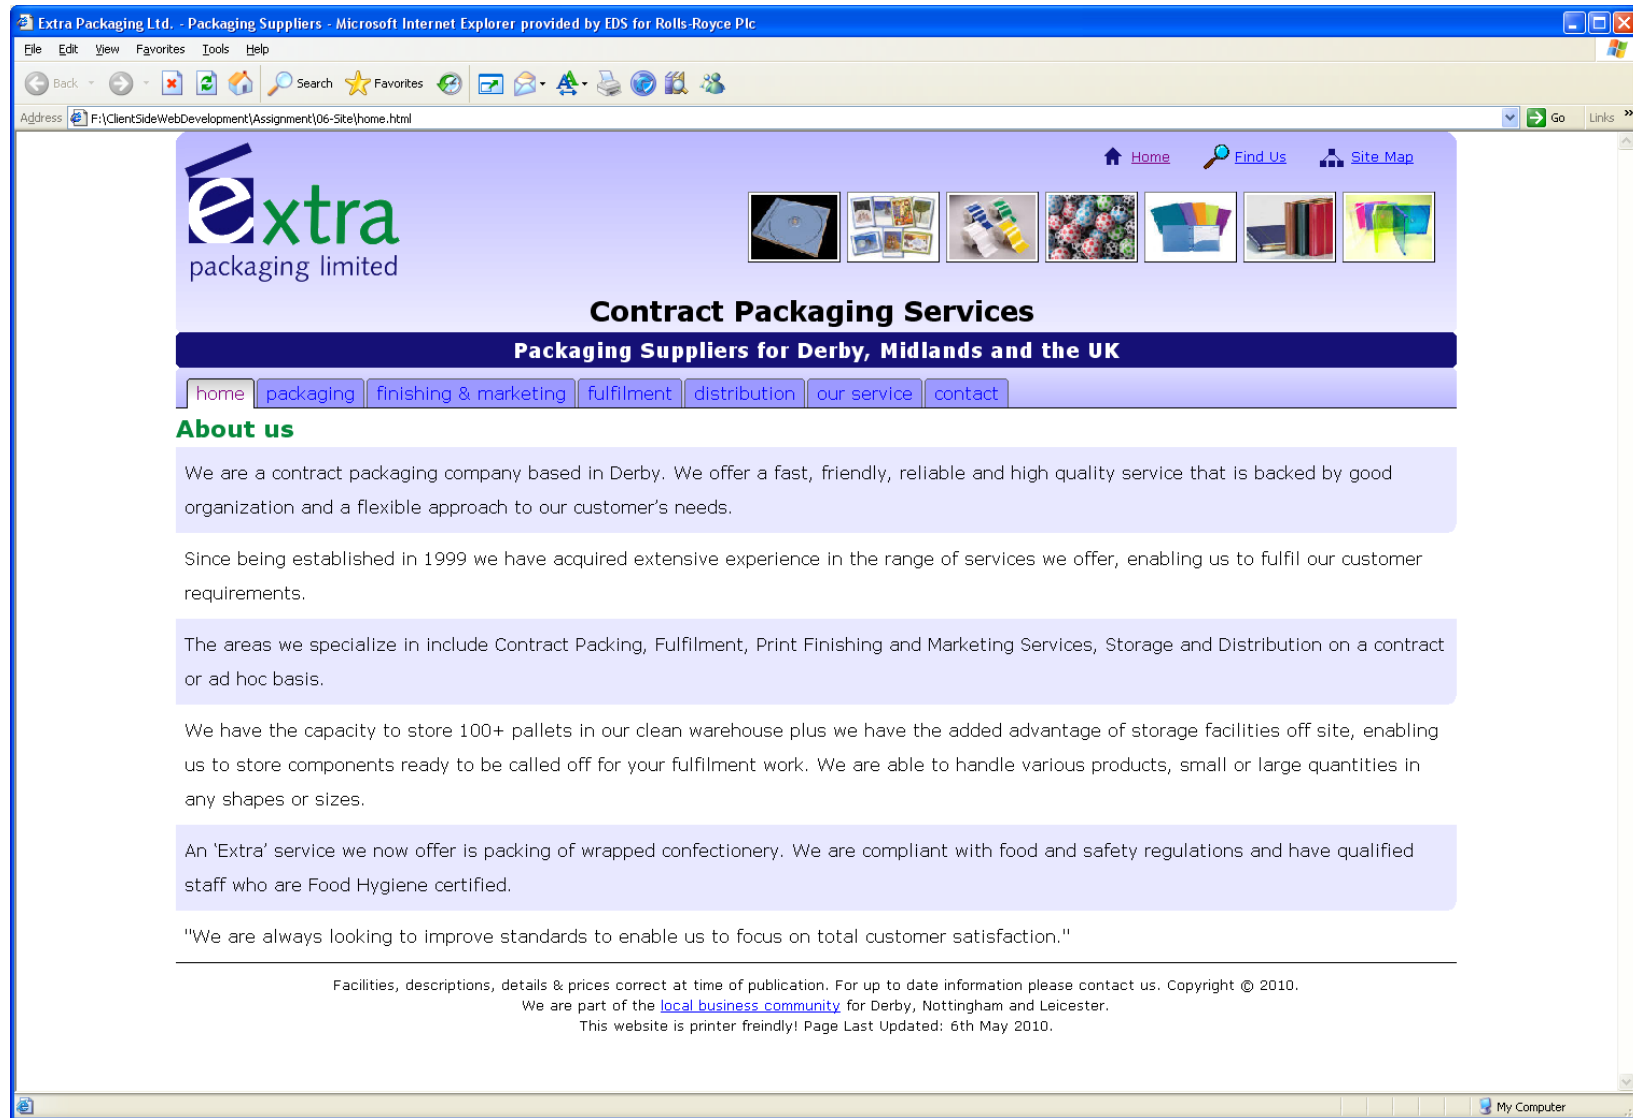 Extra Packaging Ltd. - Packaging Suppliers - Microsoft Internet Explorer provided by EDS for Rolls-Royce Plc
File Edit View Favorites Tools Help
Back Search Favorites
Address F:\ClientSideWebDevelopment\Assignment\06-Site\home.html Go Links »
Home Find Us Site Map
extra
packaging limited
Contract Packaging Services
Packaging Suppliers for Derby, Midlands and the UK
home packaging finishing & marketing fulfilment distribution our service contact
About us
We are a contract packaging company based in Derby. We offer a fast, friendly, reliable and high quality service that is backed by good
organization and a flexible approach to our customer’s needs.
Since being established in 1999 we have acquired extensive experience in the range of services we offer, enabling us to fulfil our customer
requirements.
The areas we specialize in include Contract Packing, Fulfilment, Print Finishing and Marketing Services, Storage and Distribution on a contract
or ad hoc basis.
We have the capacity to store 100+ pallets in our clean warehouse plus we have the added advantage of storage facilities off site, enabling
us to store components ready to be called off for your fulfilment work. We are able to handle various products, small or large quantities in
any shapes or sizes.
An ‘Extra’ service we now offer is packing of wrapped confectionery. We are compliant with food and safety regulations and have qualified
staff who are Food Hygiene certified.
"We are always looking to improve standards to enable us to focus on total customer satisfaction."
Facilities, descriptions, details & prices correct at time of publication. For up to date information please contact us. Copyright © 2010.
We are part of the local business community for Derby, Nottingham and Leicester.
This website is printer freindly! Page Last Updated: 6th May 2010.
My Computer